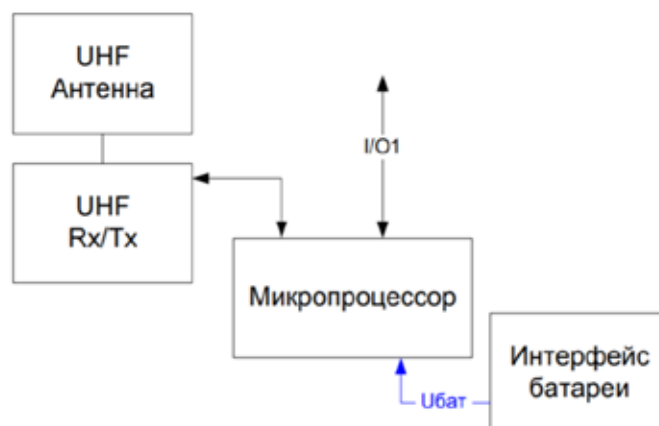 UHF
Антенна
UHF
Rx/Tx
I/O1
Микропроцессор
Интерфейс
батареи
Uбат